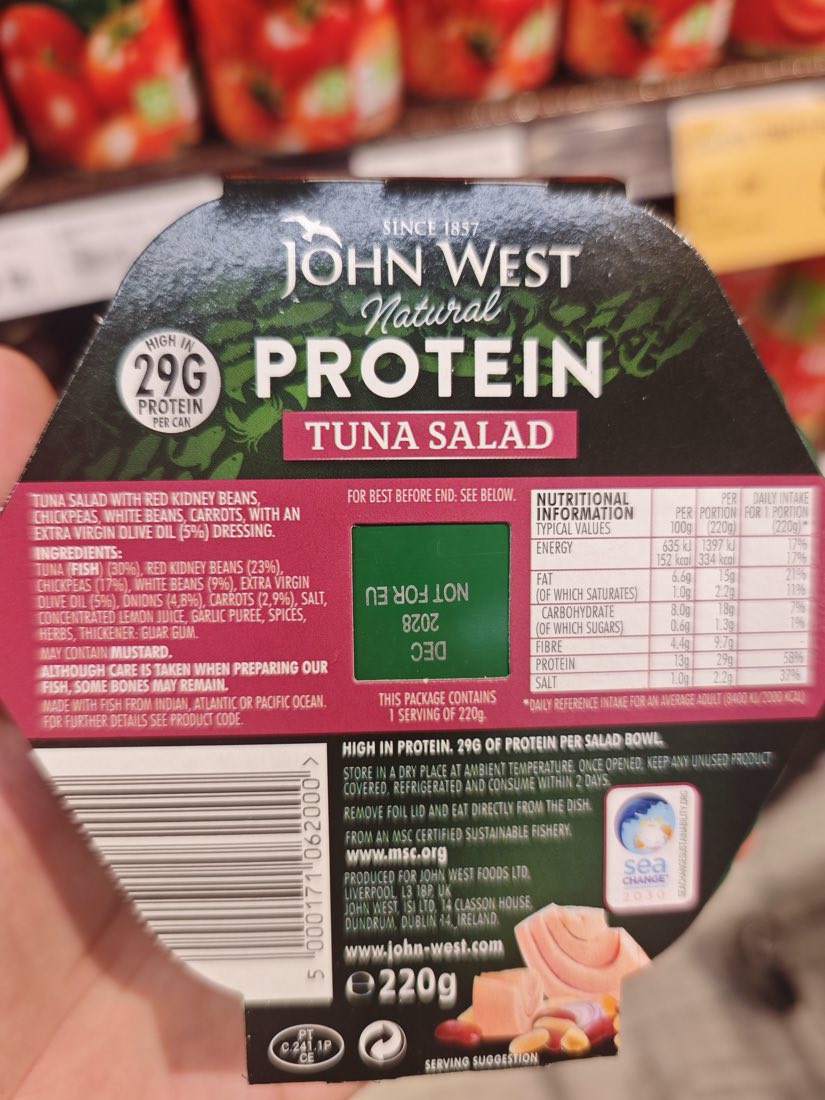 SINCE 1857
JOHN WEST
Natural
PROTEIN
TUNA SALAD
HIGH IN
29G
PROTEIN
PER CAN
TUNA SALAD WITH RED KIDNEY BEANS,
CHICKPEAS, WHITE BEANS, CARROTS, WITH AN
EXTRA VIRGIN OLIVE OIL (5%) DRESSING.
INGREDIENTS:
TUNA (FISH) (30%), RED KIDNEY BEANS (23%),
CHICKPEAS (17%), WHITE BEANS (9%), EXTRA VIRGIN
OLIVE OIL (5%), ONIONS (4,8%), CARROTS (2,9%), SALT,
CONCENTRATED LEMON JUICE, GARLIC PUREE, SPICES,
HERBS, THICKENER: GUAR GUM.
MAY CONTAIN MUSTARD.
ALTHOUGH CARE IS TAKEN WHEN PREPARING OUR
FISH, SOME BONES MAY REMAIN.
MADE WITH FISH FROM INDIAN, ATLANTIC OR PACIFIC OCEAN.
FOR FURTHER DETAILS SEE PRODUCT CODE.
FOR BEST BEFORE END: SEE BELOW.
DEC
2028
NOT FOR EU
THIS PACKAGE CONTAINS
1 SERVING OF 220g.
NUTRITIONAL
INFORMATION
TYPICAL VALUES PER 100g PER PORTION (220g) DAILY INTAKE FOR 1 PORTION (220g)*
ENERGY 635 kJ 1397 kJ 17%
152 kcal 334 kcal 17%
FAT 6.6g 15g 21%
(OF WHICH SATURATES) 1.0g 2.2g 11%
CARBOHYDRATE 8.0g 18g 7%
(OF WHICH SUGARS) 0.6g 1.3g 1%
FIBRE 4.4g 9.7g -
PROTEIN 13g 29g 58%
SALT 1.0g 2.2g 37%
*DAILY REFERENCE INTAKE FOR AN AVERAGE ADULT (8400 KJ/2000 KCAL)
HIGH IN PROTEIN. 29G OF PROTEIN PER SALAD BOWL.
STORE IN A DRY PLACE AT AMBIENT TEMPERATURE. ONCE OPENED, KEEP ANY UNUSED PRODUCT
COVERED, REFRIGERATED AND CONSUME WITHIN 2 DAYS.
REMOVE FOIL LID AND EAT DIRECTLY FROM THE DISH.
FROM AN MSC CERTIFIED SUSTAINABLE FISHERY.
www.msc.org
PRODUCED FOR JOHN WEST FOODS LTD,
LIVERPOOL, L3 1BP, UK
JOHN WEST, ISI LTD, 14 CLASSON HOUSE,
DUNDRUM, DUBLIN 14, IRELAND.
www.john-west.com
220g
sea
CHANGE
2030
SEACHANGESUSTAINABILITY.ORG
5 000171 062000 >
PT
C.241.1P
CE
SERVING SUGGESTION